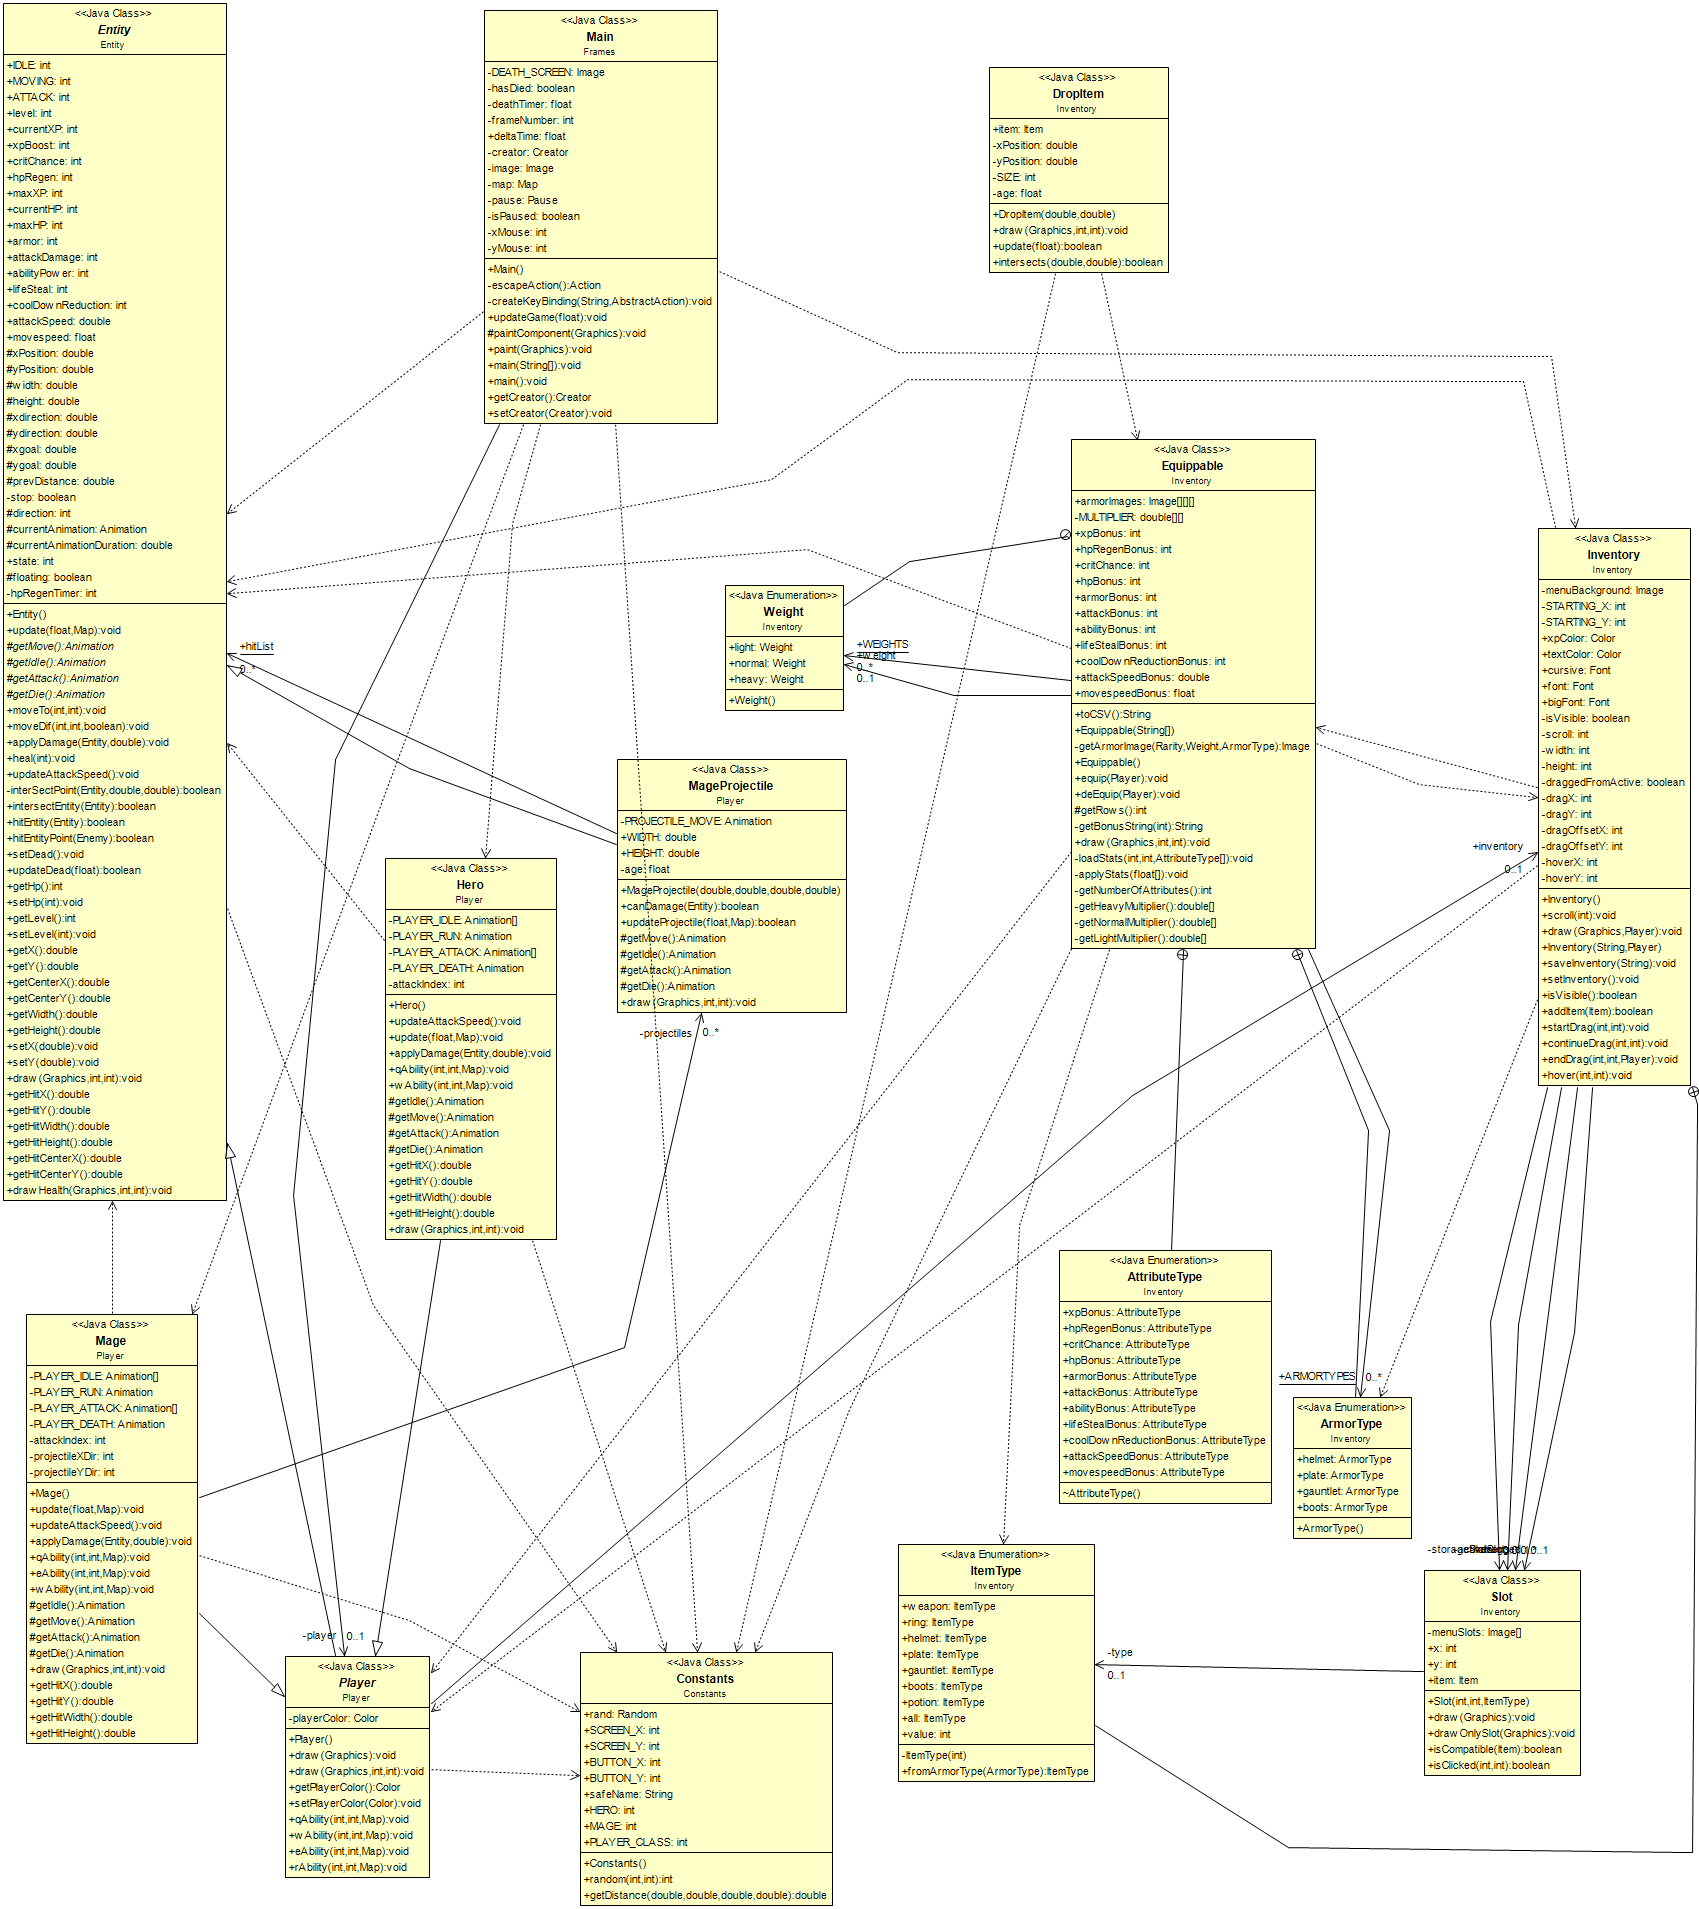 <<Java Class>>
Entity
Entity
+IDLE: int
+MOVING: int
+ATTACK: int
+level: int
+currentXP: int
+xpBoost: int
+critChance: int
+hpRegen: int
+maxXP: int
+currentHP: int
+maxHP: int
+armor: int
+attackDamage: int
+abilityPower: int
+lifeSteal: int
+coolDownReduction: int
+attackSpeed: double
+movespeed: float
#xPosition: double
#yPosition: double
#width: double
#height: double
#xdirection: double
#ydirection: double
#xgoal: double
#ygoal: double
#prevDistance: double
-stop: boolean
#direction: int
#currentAnimation: Animation
#currentAnimationDuration: double
+state: int
#floating: boolean
-hpRegenTimer: int
+Entity()
+update(float,Map):void
#getMove():Animation
#getIdle():Animation
#getAttack():Animation
#getDie():Animation
+moveTo(int,int):void
+moveDif(int,int,boolean):void
+applyDamage(Entity,double):void
+heal(int):void
+updateAttackSpeed():void
-interSectPoint(Entity,double,double):boolean
+intersectEntity(Entity):boolean
+hitEntity(Entity):boolean
+hitEntityPoint(Enemy):boolean
+setDead():void
+updateDead(float):boolean
+getHp():int
+setHp(int):void
+getLevel():int
+setLevel(int):void
+getX():double
+getY():double
+getCenterX():double
+getCenterY():double
+getWidth():double
+getHeight():double
+setX(double):void
+setY(double):void
+draw(Graphics,int,int):void
+getHitX():double
+getHitY():double
+getHitWidth():double
+getHitHeight():double
+getHitCenterX():double
+getHitCenterY():double
+drawHealth(Graphics,int,int):void
<<Java Class>>
Main
Frames
-DEATH_SCREEN: Image
-hasDied: boolean
-deathTimer: float
-frameNumber: int
+deltaTime: float
-creator: Creator
-image: Image
-map: Map
-pause: Pause
-isPaused: boolean
-xMouse: int
-yMouse: int
+Main()
-escapeAction():Action
-createKeyBinding(String,AbstractAction):void
+updateGame(float):void
#paintComponent(Graphics):void
+paint(Graphics):void
+main(String[]):void
+main():void
+getCreator():Creator
+setCreator(Creator):void
<<Java Class>>
DropItem
Inventory
+item: Item
-xPosition: double
-yPosition: double
-SIZE: int
-age: float
+DropItem(double,double)
+draw(Graphics,int,int):void
+update(float):boolean
+intersects(double,double):boolean
<<Java Class>>
Equippable
Inventory
+armorImages: Image[][][]
-MULTIPLIER: double[][]
+xpBonus: int
+hpRegenBonus: int
+critChance: int
+hpBonus: int
+armorBonus: int
+attackBonus: int
+abilityBonus: int
+lifeStealBonus: int
+coolDownReductionBonus: int
+attackSpeedBonus: double
+movespeedBonus: float
+toCSV():String
+Equippable(String[])
-getArmorImage(Rarity,Weight,ArmorType):Image
+Equippable()
+equip(Player):void
+deEquip(Player):void
#getRows():int
-getBonusString(int):String
+draw(Graphics,int,int):void
-loadStats(int,int,AttributeType[]):void
-applyStats(float[]):void
-getNumberOfAttributes():int
-getHeavyMultiplier():double[]
-getNormalMultiplier():double[]
-getLightMultiplier():double[]
<<Java Class>>
Inventory
Inventory
-menuBackground: Image
-STARTING_X: int
-STARTING_Y: int
+xpColor: Color
+textColor: Color
+cursive: Font
+font: Font
+bigFont: Font
-isVisible: boolean
-scroll: int
-width: int
-height: int
-draggedFromActive: boolean
-dragX: int
-dragY: int
-dragOffsetX: int
-dragOffsetY: int
-hoverX: int
-hoverY: int
+Inventory()
+scroll(int):void
+draw(Graphics,Player):void
+Inventory(String,Player)
+saveInventory(String):void
+setInventory():void
+isVisible():boolean
+addItem(Item):boolean
+startDrag(int,int):void
+continueDrag(int,int):void
+endDrag(int,int,Player):void
+hover(int,int):void
<<Java Enumeration>>
Weight
Inventory
+light: Weight
+normal: Weight
+heavy: Weight
+Weight()
+WEIGHTS
+weight
0..*
0..1
+hitList
0..*
<<Java Class>>
MageProjectile
Player
-PROJECTILE_MOVE: Animation
+WIDTH: double
+HEIGHT: double
-age: float
+MageProjectile(double,double,double,double)
+canDamage(Entity):boolean
+updateProjectile(float,Map):boolean
#getMove():Animation
#getIdle():Animation
#getAttack():Animation
#getDie():Animation
+draw(Graphics,int,int):void
-projectiles 0..*
+inventory
0..1
<<Java Class>>
Hero
Player
-PLAYER_IDLE: Animation[]
-PLAYER_RUN: Animation
-PLAYER_ATTACK: Animation[]
-PLAYER_DEATH: Animation
-attackIndex: int
+Hero()
+updateAttackSpeed():void
+update(float,Map):void
+applyDamage(Entity,double):void
+qAbility(int,int,Map):void
+wAbility(int,int,Map):void
#getIdle():Animation
#getMove():Animation
#getAttack():Animation
#getDie():Animation
+getHitX():double
+getHitY():double
+getHitWidth():double
+getHitHeight():double
+draw(Graphics,int,int):void
<<Java Class>>
Mage
Player
-PLAYER_IDLE: Animation[]
-PLAYER_RUN: Animation
-PLAYER_ATTACK: Animation[]
-PLAYER_DEATH: Animation
-attackIndex: int
-projectileXDir: int
-projectileYDir: int
+Mage()
+update(float,Map):void
+updateAttackSpeed():void
+applyDamage(Entity,double):void
+qAbility(int,int,Map):void
+eAbility(int,int,Map):void
+wAbility(int,int,Map):void
#getIdle():Animation
#getMove():Animation
#getAttack():Animation
#getDie():Animation
+draw(Graphics,int,int):void
+getHitX():double
+getHitY():double
+getHitWidth():double
+getHitHeight():double
-player 0..1
<<Java Class>>
Player
Player
-playerColor: Color
+Player()
+draw(Graphics):void
+draw(Graphics,int,int):void
+getPlayerColor():Color
+setPlayerColor(Color):void
+qAbility(int,int,Map):void
+wAbility(int,int,Map):void
+eAbility(int,int,Map):void
+rAbility(int,int,Map):void
<<Java Class>>
Constants
Constants
+rand: Random
+SCREEN_X: int
+SCREEN_Y: int
+BUTTON_X: int
+BUTTON_Y: int
+safeName: String
+HERO: int
+MAGE: int
+PLAYER_CLASS: int
+Constants()
+random(int,int):int
+getDistance(double,double,double,double):double
<<Java Enumeration>>
AttributeType
Inventory
+xpBonus: AttributeType
+hpRegenBonus: AttributeType
+critChance: AttributeType
+hpBonus: AttributeType
+armorBonus: AttributeType
+attackBonus: AttributeType
+abilityBonus: AttributeType
+lifeStealBonus: AttributeType
+coolDownReductionBonus: AttributeType
+attackSpeedBonus: AttributeType
+movespeedBonus: AttributeType
~AttributeType()
+ARMORTYPES 0..*
<<Java Enumeration>>
ArmorType
Inventory
+helmet: ArmorType
+plate: ArmorType
+gauntlet: ArmorType
+boots: ArmorType
+ArmorType()
<<Java Enumeration>>
ItemType
Inventory
+weapon: ItemType
+ring: ItemType
+helmet: ItemType
+plate: ItemType
+gauntlet: ItemType
+boots: ItemType
+potion: ItemType
+all: ItemType
+value: int
-ItemType(int)
+fromArmorType(ArmorType):ItemType
-type
0..1
<<Java Class>>
Slot
Inventory
-menuSlots: Image[]
+x: int
+y: int
+item: Item
+Slot(int,int,ItemType)
+draw(Graphics):void
+drawOnlySlot(Graphics):void
+isCompatible(Item):boolean
+isClicked(int,int):boolean